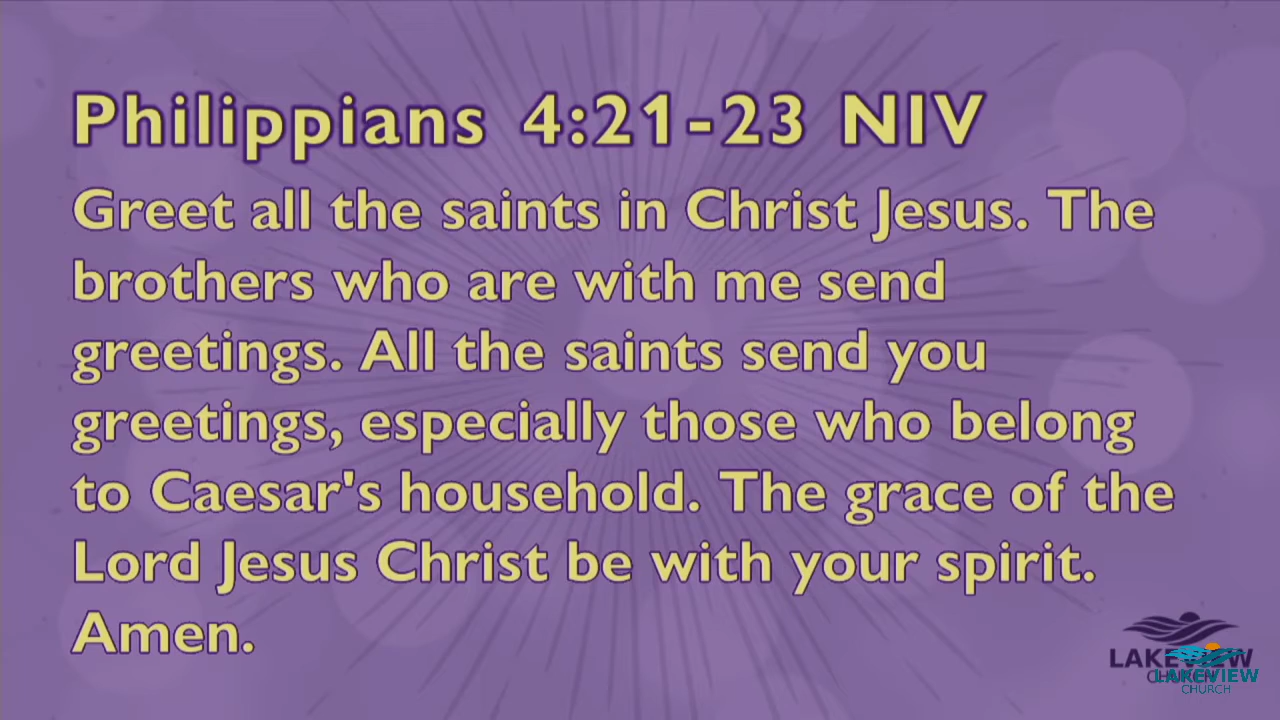 Philippians 4:21-23 NIV
Greet all the saints in Christ Jesus. The
brothers who are with me send
greetings. All the saints send you
greetings, especially those who belong
to Caesar's household. The grace of the
Lord Jesus Christ be with your spirit.
Amen.
LAKEVIEW
CHURCH
LAKEVIEW
CHURCH